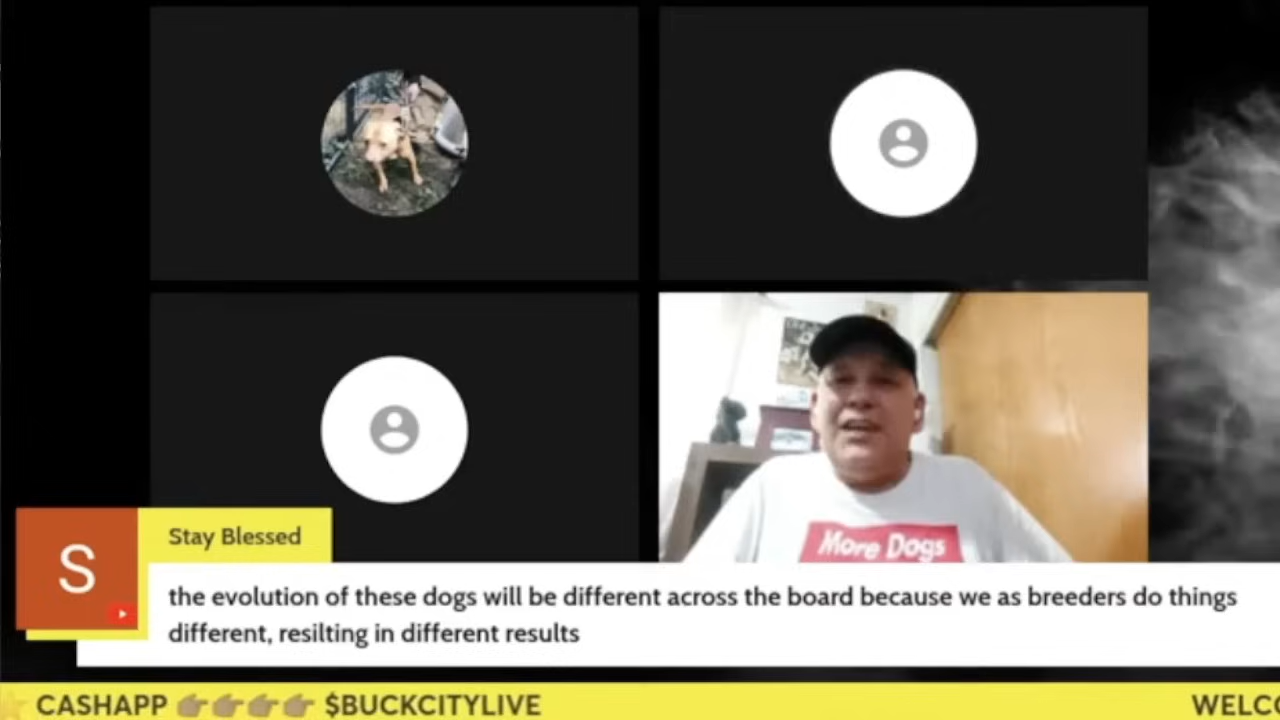 More Dogs
S
Stay Blessed
the evolution of these dogs will be different across the board because we as breeders do things
different, resilting in different results
CASHAPP 👉🏽👉🏽👉🏽👉🏽 $BUCKCITYLIVE
WELCO